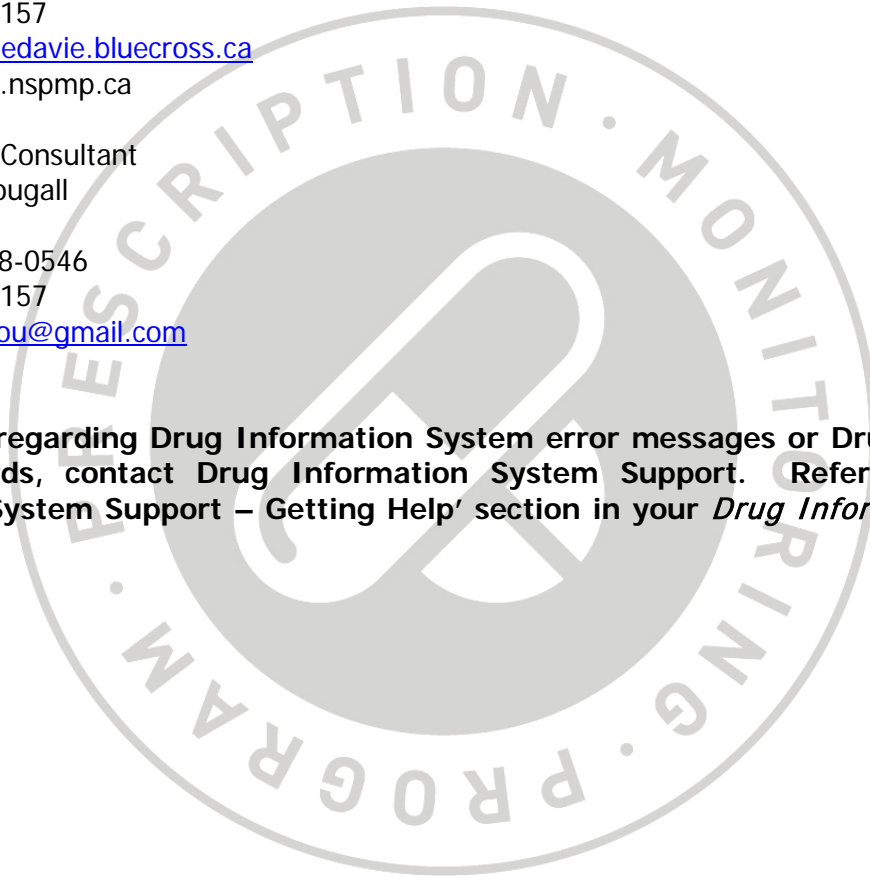 157
edavie.bluecross.ca
.nspmp.ca
Consultant
ougall
8-0546
157
ou@gmail.com
regarding Drug Information System error messages or Dru
rds, contact Drug Information System Support. Refer
System Support – Getting Help’ section in your Drug Infor
PRESCRIPTION · MONITORING · PROGRAM ·